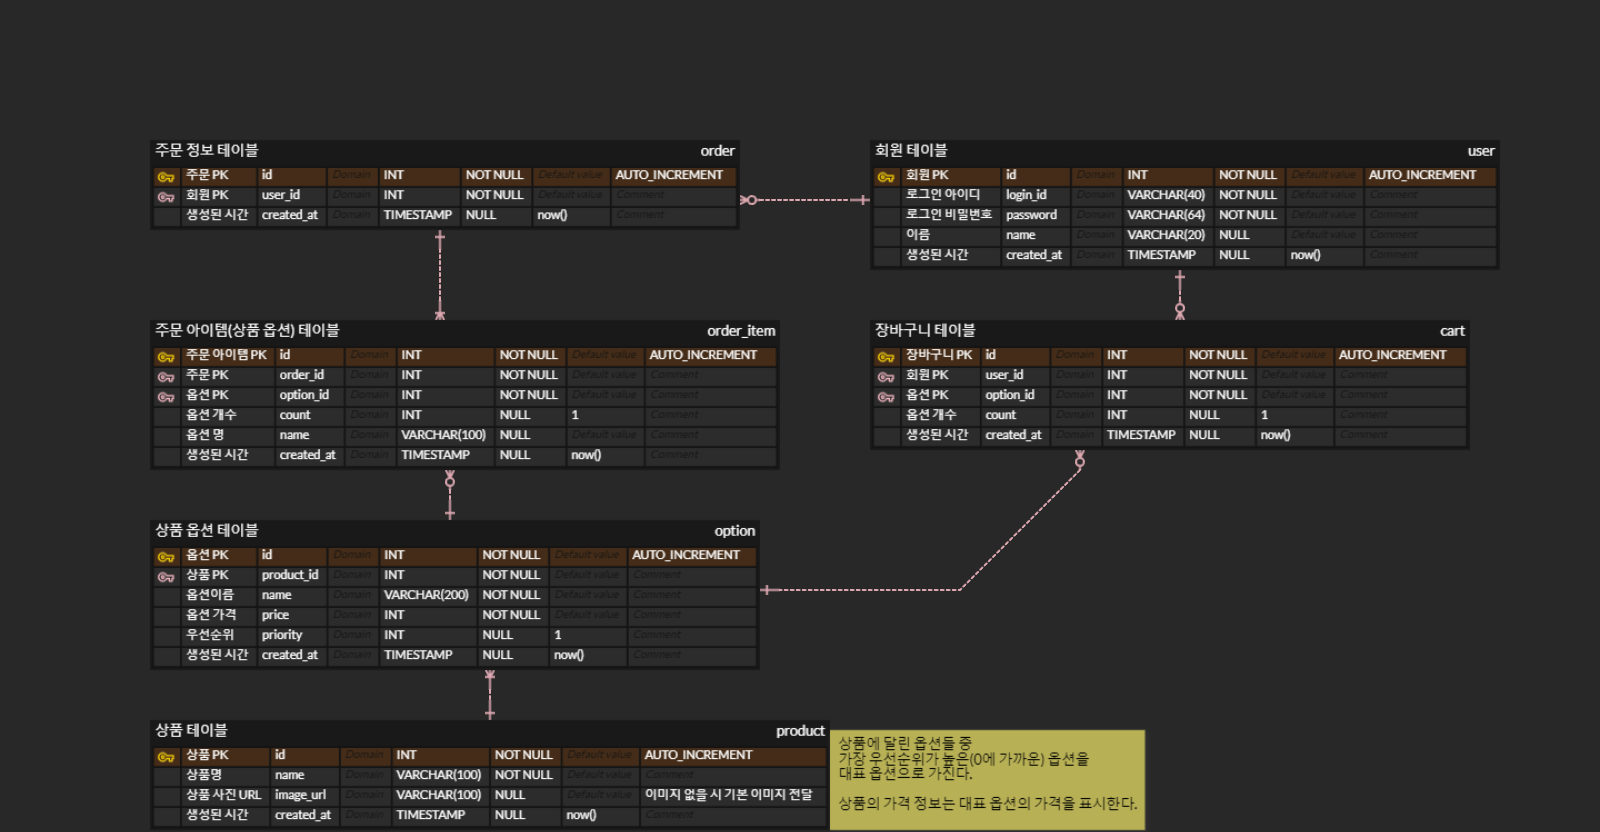 주문 정보 테이블 order
주문 PK id Domain INT NOT NULL Default value AUTO_INCREMENT
회원 PK user_id Domain INT NOT NULL Default value Comment
생성된 시간 created_at Domain TIMESTAMP NULL now() Comment
회원 테이블 user
회원 PK id Domain INT NOT NULL Default value AUTO_INCREMENT
로그인 아이디 login_id Domain VARCHAR(40) NOT NULL Default value Comment
로그인 비밀번호 password Domain VARCHAR(64) NOT NULL Default value Comment
이름 name Domain VARCHAR(20) NULL Default value Comment
생성된 시간 created_at Domain TIMESTAMP NULL now() Comment
주문 아이템(상품 옵션) 테이블 order_item
주문 아이템 PK id Domain INT NOT NULL Default value AUTO_INCREMENT
주문 PK order_id Domain INT NOT NULL Default value Comment
옵션 PK option_id Domain INT NOT NULL Default value Comment
옵션 개수 count Domain INT NULL 1 Comment
옵션 명 name Domain VARCHAR(100) NULL Default value Comment
생성된 시간 created_at Domain TIMESTAMP NULL now() Comment
장바구니 테이블 cart
장바구니 PK id Domain INT NOT NULL Default value AUTO_INCREMENT
회원 PK user_id Domain INT NOT NULL Default value Comment
옵션 PK option_id Domain INT NOT NULL Default value Comment
옵션 개수 count Domain INT NULL 1 Comment
생성된 시간 created_at Domain TIMESTAMP NULL now() Comment
상품 옵션 테이블 option
옵션 PK id Domain INT NOT NULL Default value AUTO_INCREMENT
상품 PK product_id Domain INT NOT NULL Default value Comment
옵션이름 name Domain VARCHAR(200) NOT NULL Default value Comment
옵션 가격 price Domain INT NOT NULL Default value Comment
우선순위 priority Domain INT NULL 1 Comment
생성된 시간 created_at Domain TIMESTAMP NULL now() Comment
상품 테이블 product
상품 PK id Domain INT NOT NULL Default value AUTO_INCREMENT
상품명 name Domain VARCHAR(100) NOT NULL Default value Comment
상품 사진 URL image_url Domain VARCHAR(100) NULL Default value 이미지 없을 시 기본 이미지 전달
생성된 시간 created_at Domain TIMESTAMP NULL now() Comment
상품에 달린 옵션들 중
가장 우선순위가 높은(0에 가까운) 옵션을
대표 옵션으로 가진다.
상품의 가격 정보는 대표 옵션의 가격을 표시한다.